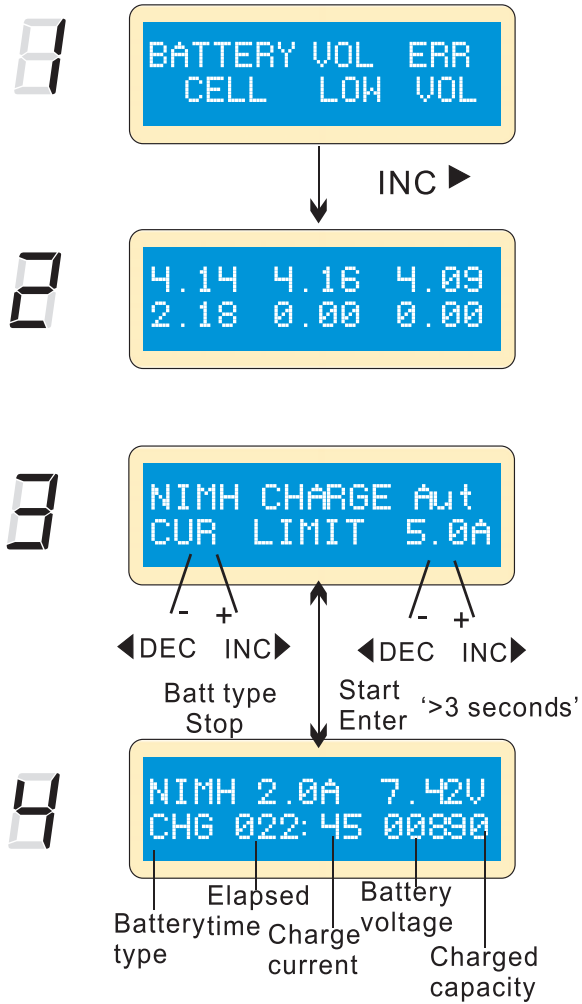 1
BATTERY VOL ERR
CELL LOW VOL
INC ▶
2
4.14 4.16 4.09
2.18 0.00 0.00
3
NIMH CHARGE Aut
CUR LIMIT 5.0A
- +
- +
◀DEC INC▶
◀DEC INC▶
Batt type
Stop
Start
Enter
‘>3 seconds’
4
NIMH 2.0A 7.42V
CHG 022:45 00890
Elapsed
time
Battery
voltage
Battery
type
Charge
current
Charged
capacity